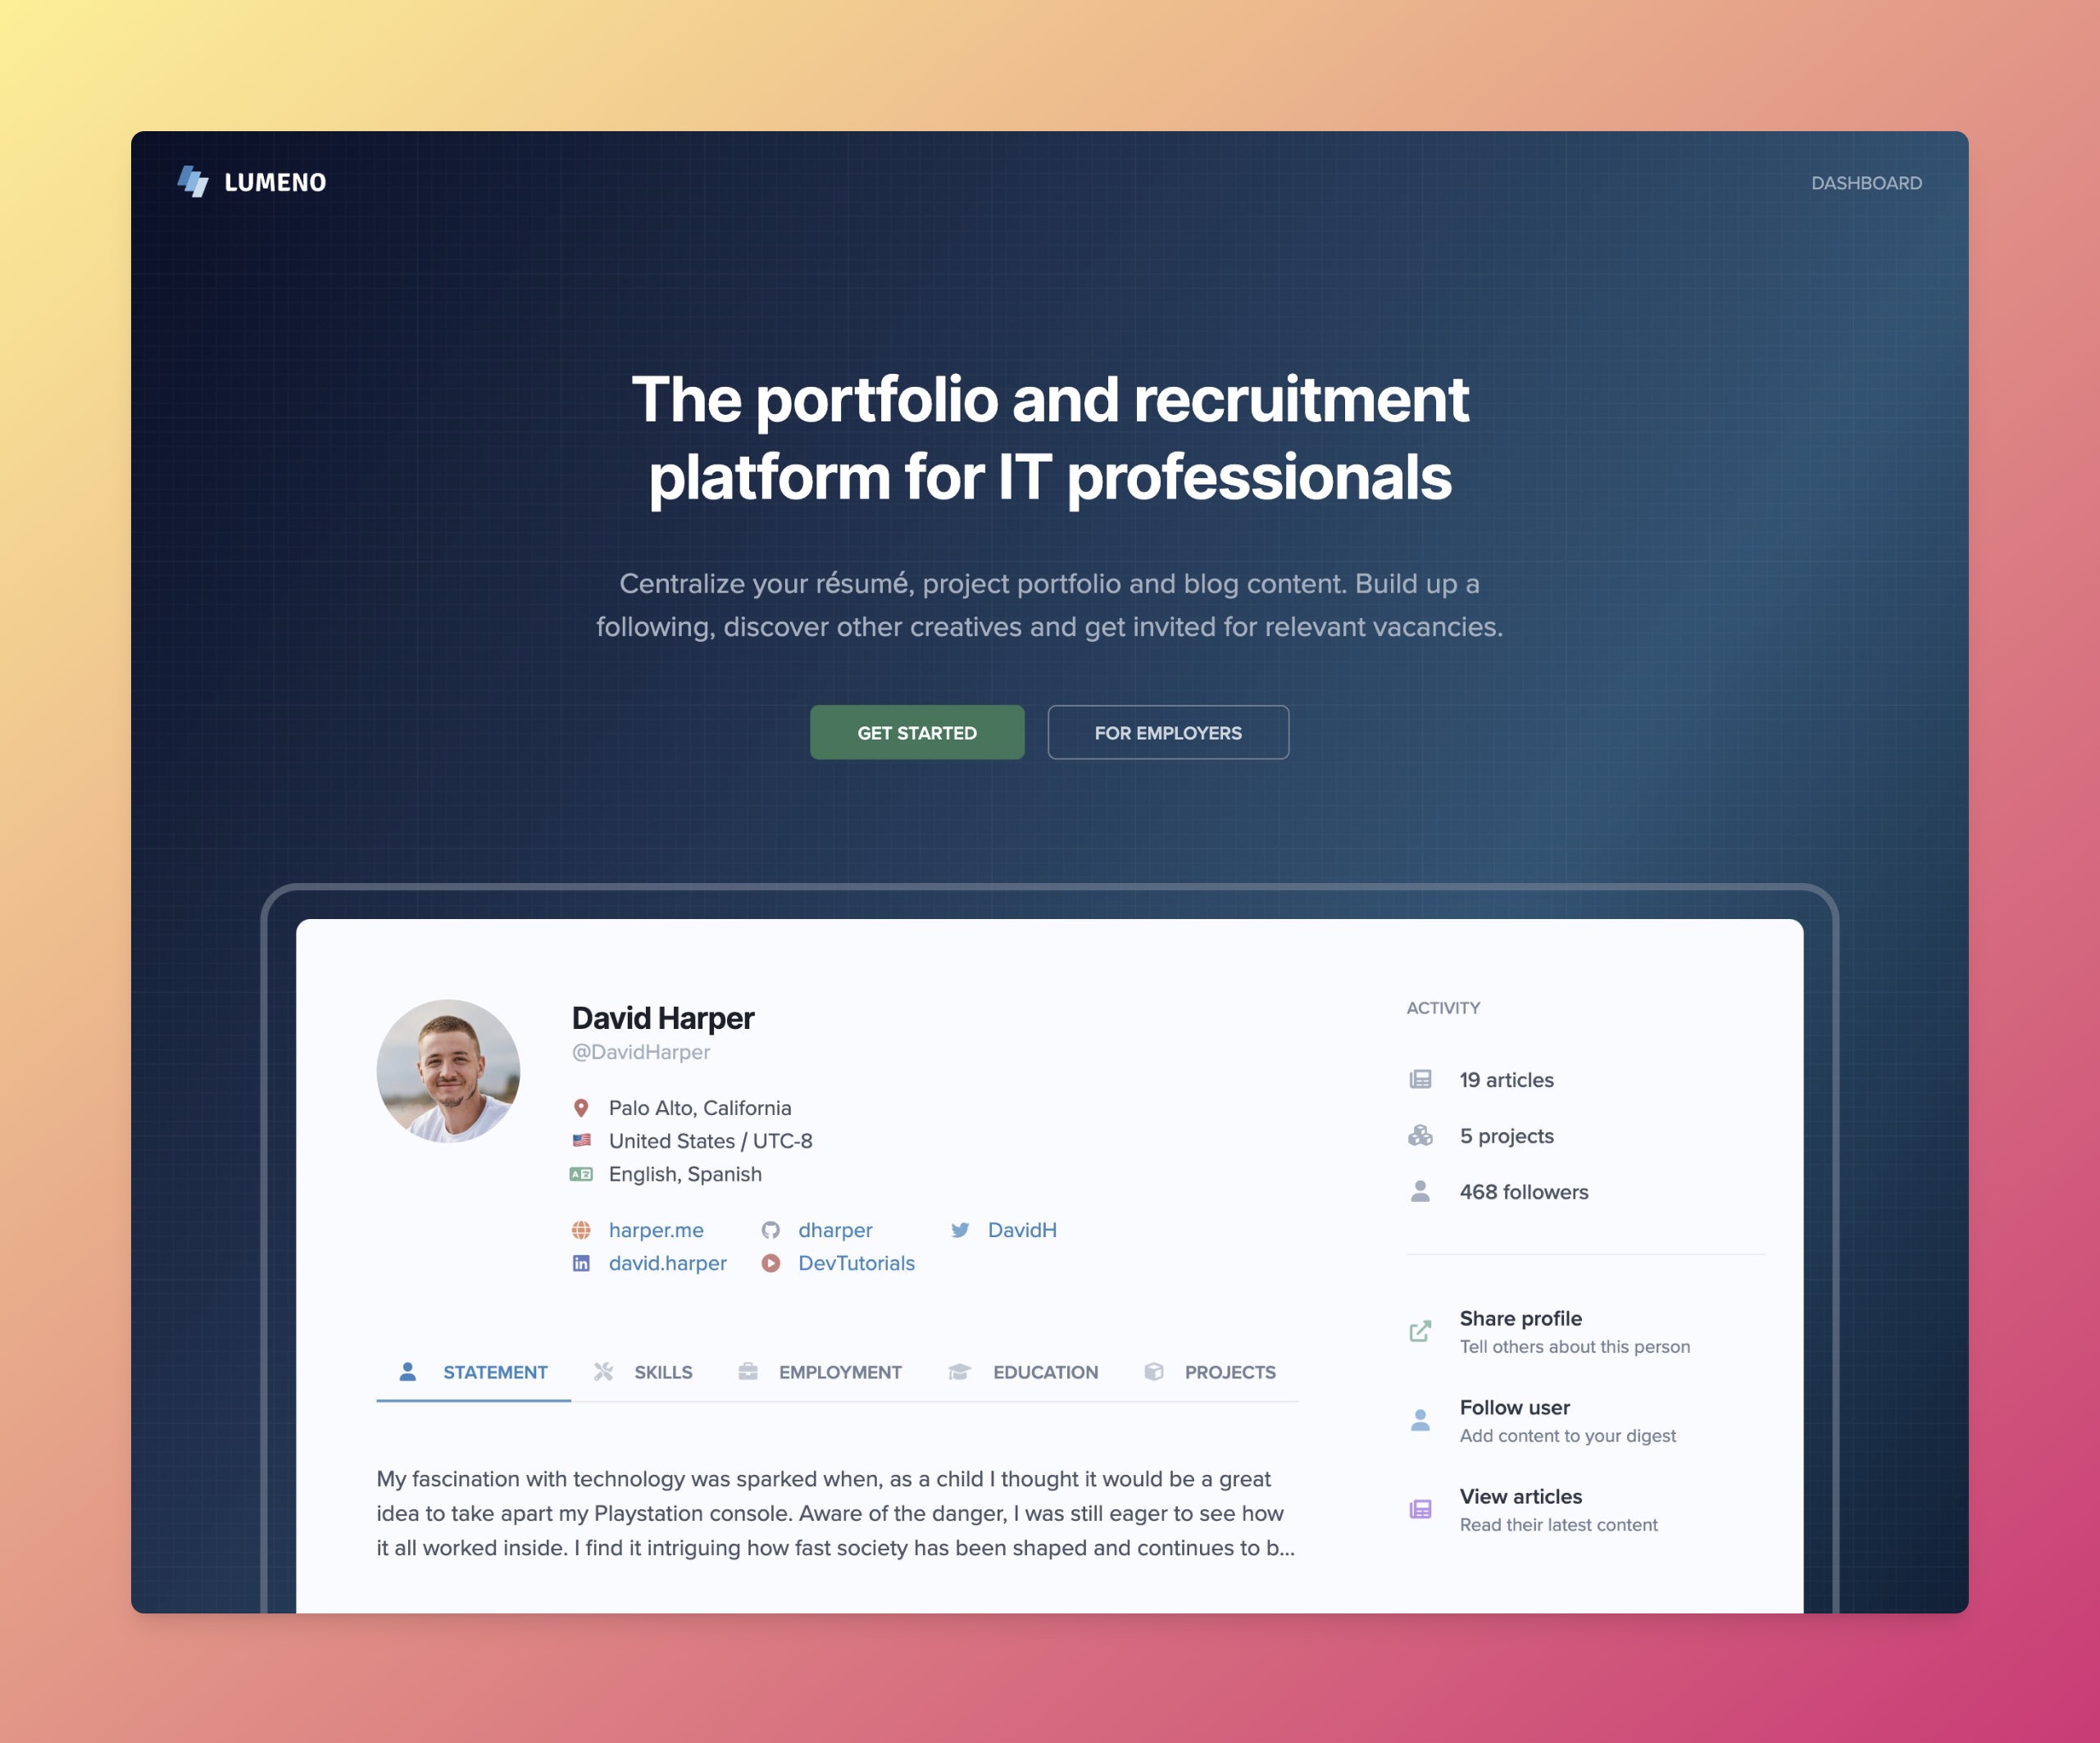 LUMENO
DASHBOARD
The portfolio and recruitment
platform for IT professionals
Centralize your résumé, project portfolio and blog content. Build up a
following, discover other creatives and get invited for relevant vacancies.
GET STARTED
FOR EMPLOYERS
David Harper
@DavidHarper
Palo Alto, California
United States / UTC-8
English, Spanish
harper.me
dharper
DavidH
david.harper
DevTutorials
STATEMENT
SKILLS
EMPLOYMENT
EDUCATION
PROJECTS
My fascination with technology was sparked when, as a child I thought it would be a great
idea to take apart my Playstation console. Aware of the danger, I was still eager to see how
it all worked inside. I find it intriguing how fast society has been shaped and continues to b...
ACTIVITY
19 articles
5 projects
468 followers
Share profile
Tell others about this person
Follow user
Add content to your digest
View articles
Read their latest content